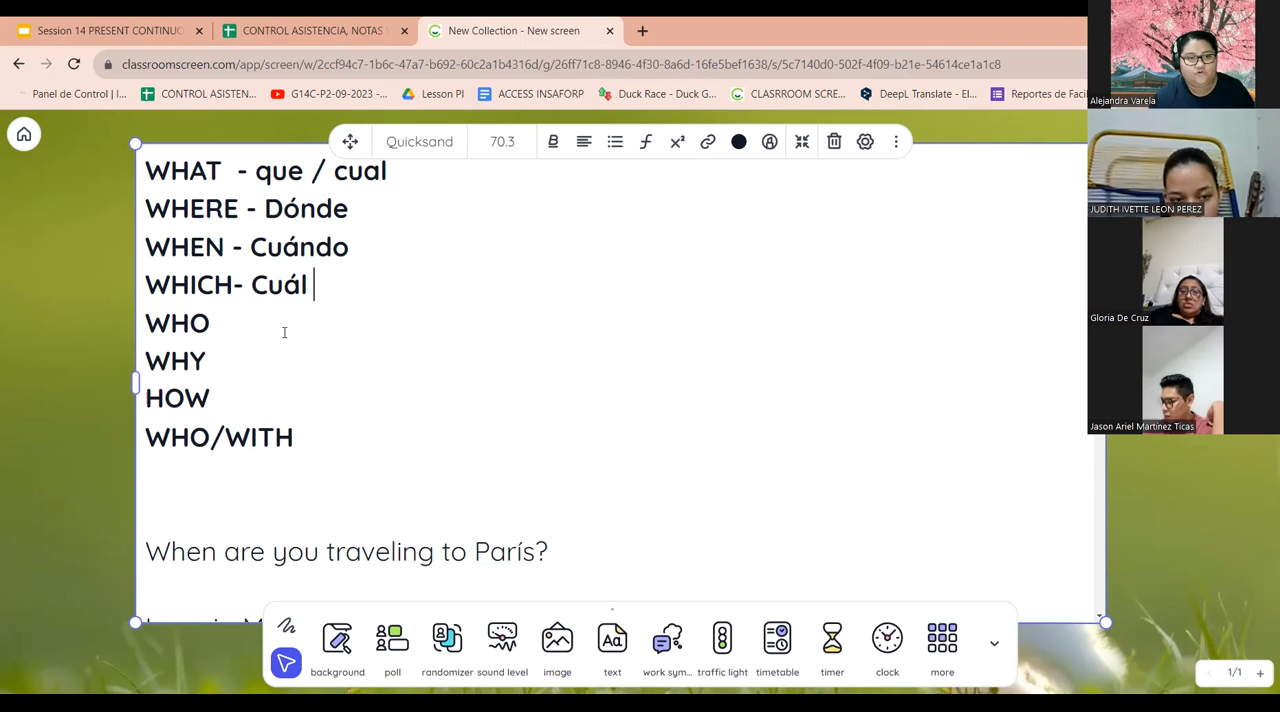 Session 14 PRESENT CONTINUO
CONTROL ASISTENCIA, NOTAS
New Collection - New screen
classroomscreen.com/app/screen/w/2ccf94c7-1b6c-47a7-b692-60c2a1b4316d/g/26ff71c8-8946-4f30-8a6d-16fe5bef1638/s/5c7140d0-502f-4f09-b21e-54614ce1a1c8
Panel de Control | I...
CONTROL ASISTEN...
G14C-P2-09-2023 -...
Lesson Pl
ACCESS INSAFORP
Duck Race - Duck G...
CLASRROOM SCRE...
DeepL Translate - El...
Reportes de Facil
Alejandra Varela
JUDITH IVETTE LEON PEREZ
Gloria De Cruz
Jason Ariel Martínez Ticas
Quicksand 70.3
WHAT - que / cual
WHERE - Dónde
WHEN - Cuándo
WHICH- Cuál
WHO
WHY
HOW
WHO/WITH
When are you traveling to París?
background poll randomizer sound level image text work sym... traffic light timetable timer clock more
1/1